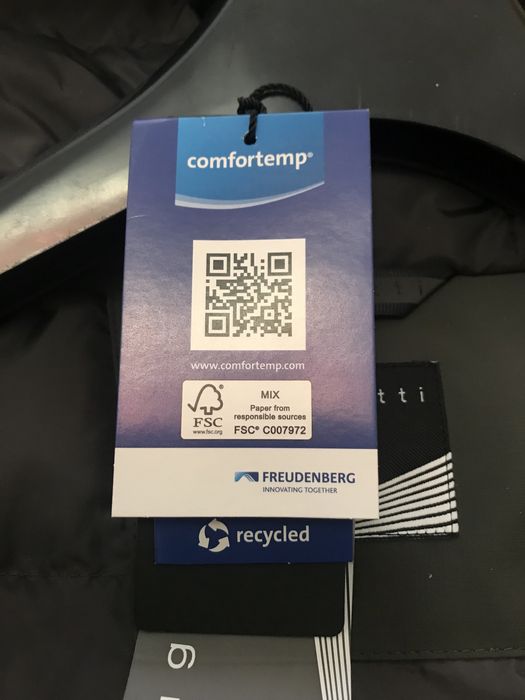 comfortemp®
www.comfortemp.com
FSC
www.fsc.org
MIX
Paper from
responsible sources
FSC® C007972
FREUDENBERG
INNOVATING TOGETHER
tti
recycled
g